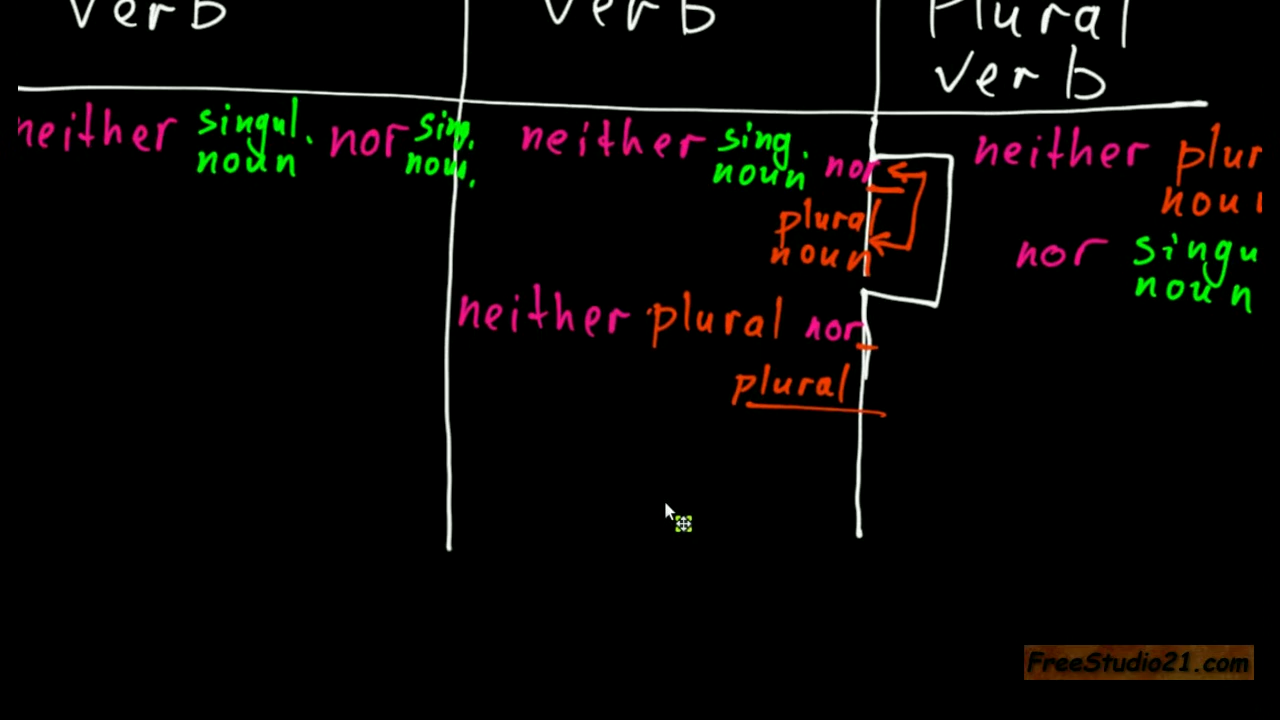 verb
verb
Plural
verb
neither singul. nor sin.
noun noun.
neither sing. nor
noun
plural
noun
neither plural nor
plural
neither plur
noun
nor singu
noun
FreeStudio21.com